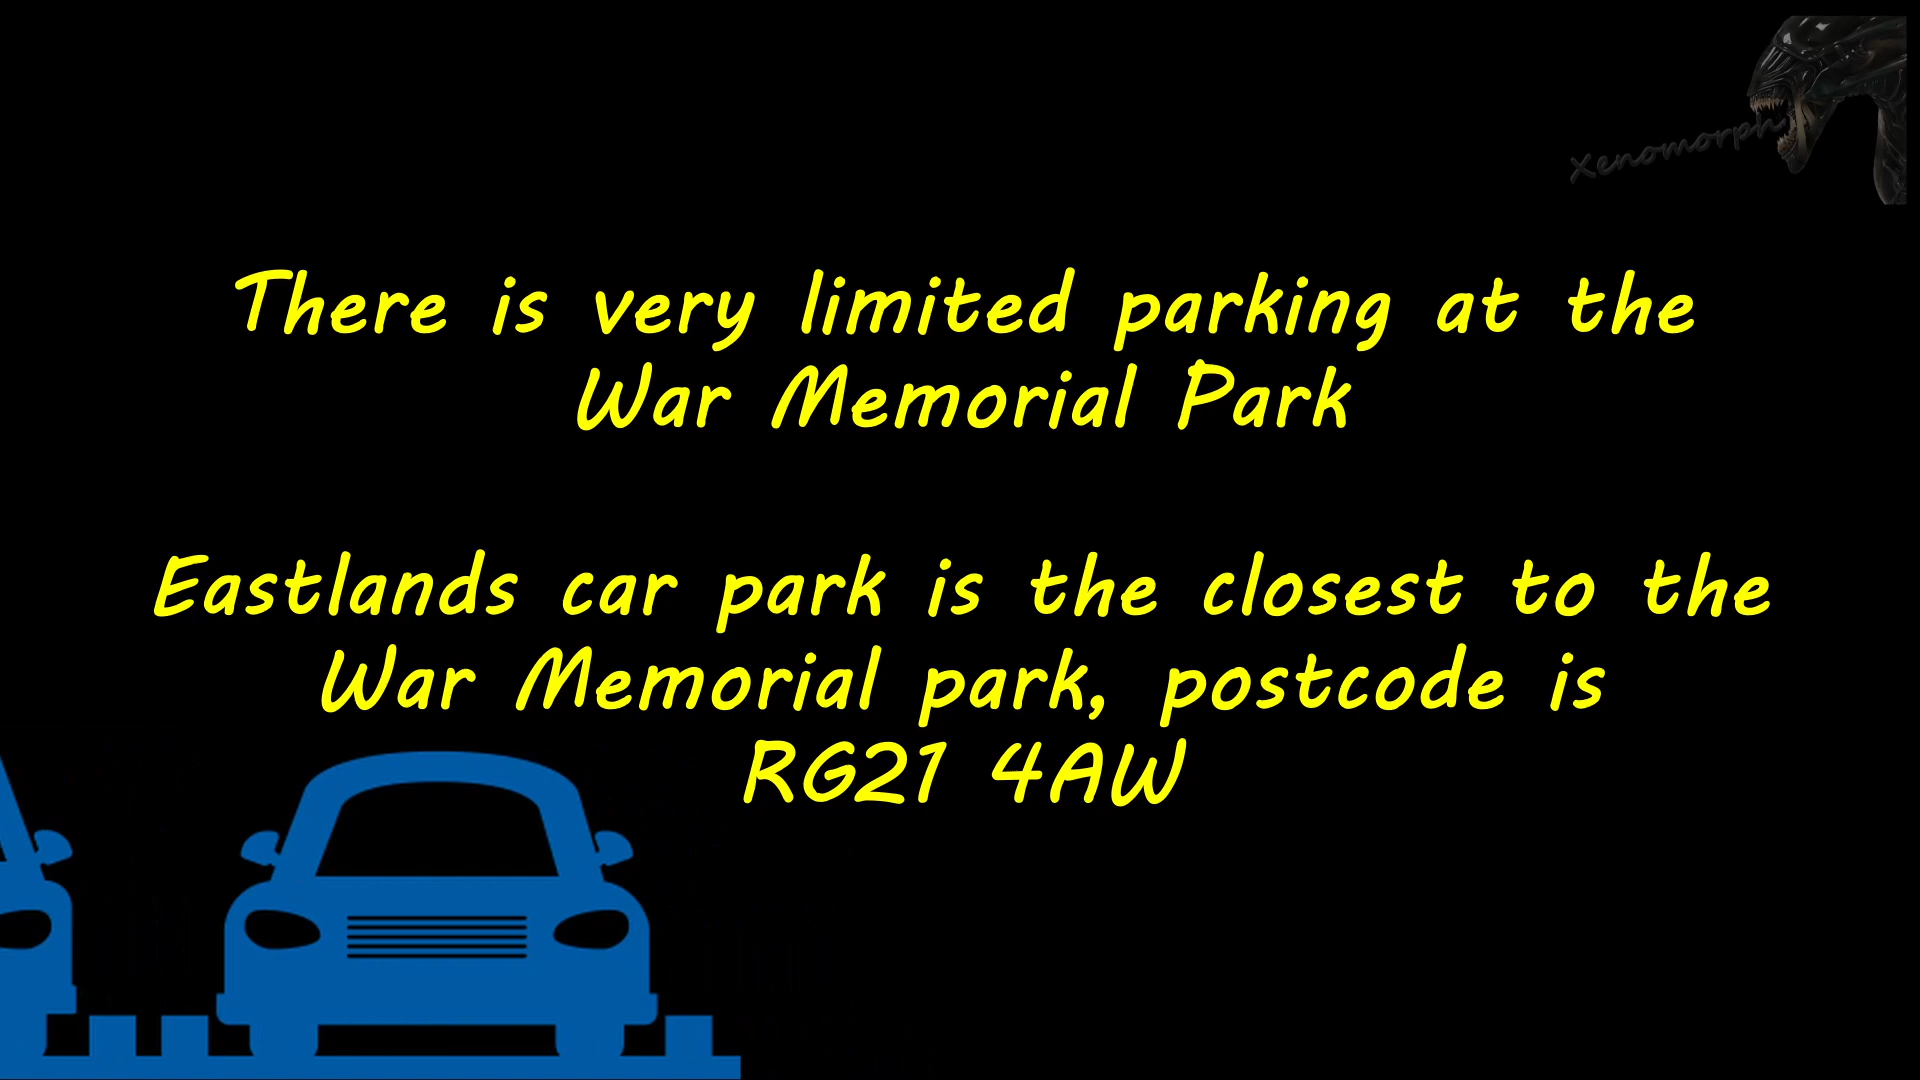 Xenomorph
There is very limited parking at the
War Memorial Park
Eastlands car park is the closest to the
War Memorial park, postcode is
RG21 4AW